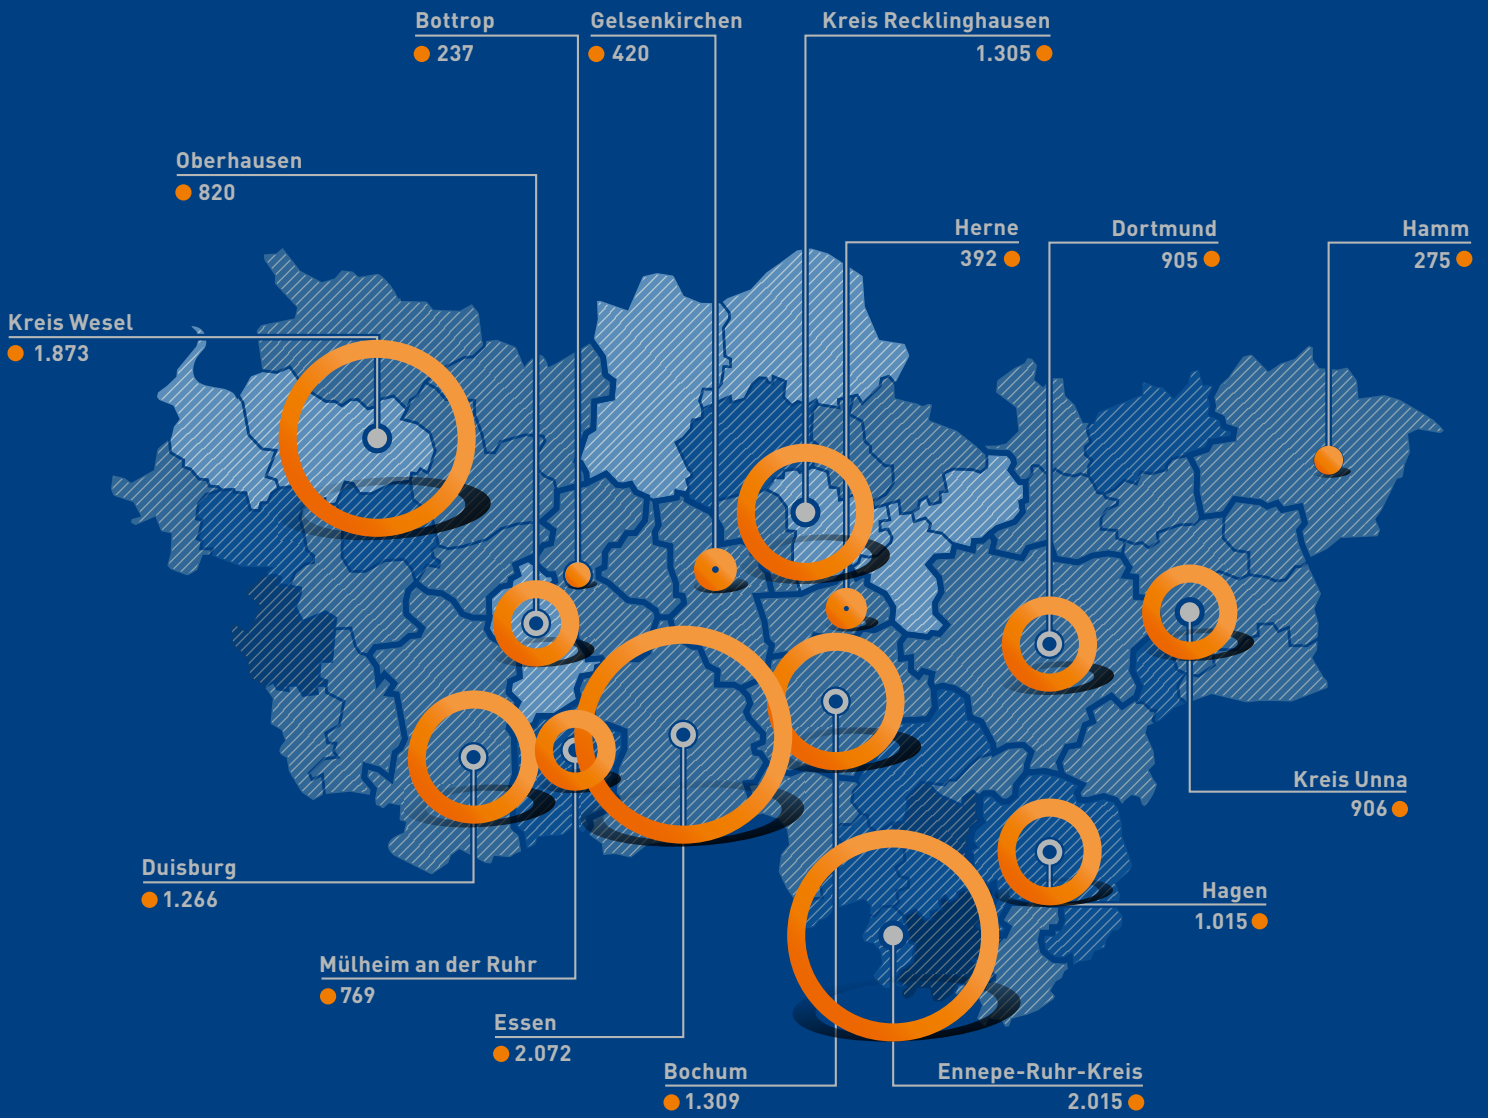 Bottrop
237
Gelsenkirchen
420
Kreis Recklinghausen
1.305
Oberhausen
820
Herne
392
Dortmund
905
Hamm
275
Kreis Wesel
1.873
Kreis Unna
906
Duisburg
1.266
Hagen
1.015
Mülheim an der Ruhr
769
Essen
2.072
Bochum
1.309
Ennepe-Ruhr-Kreis
2.015